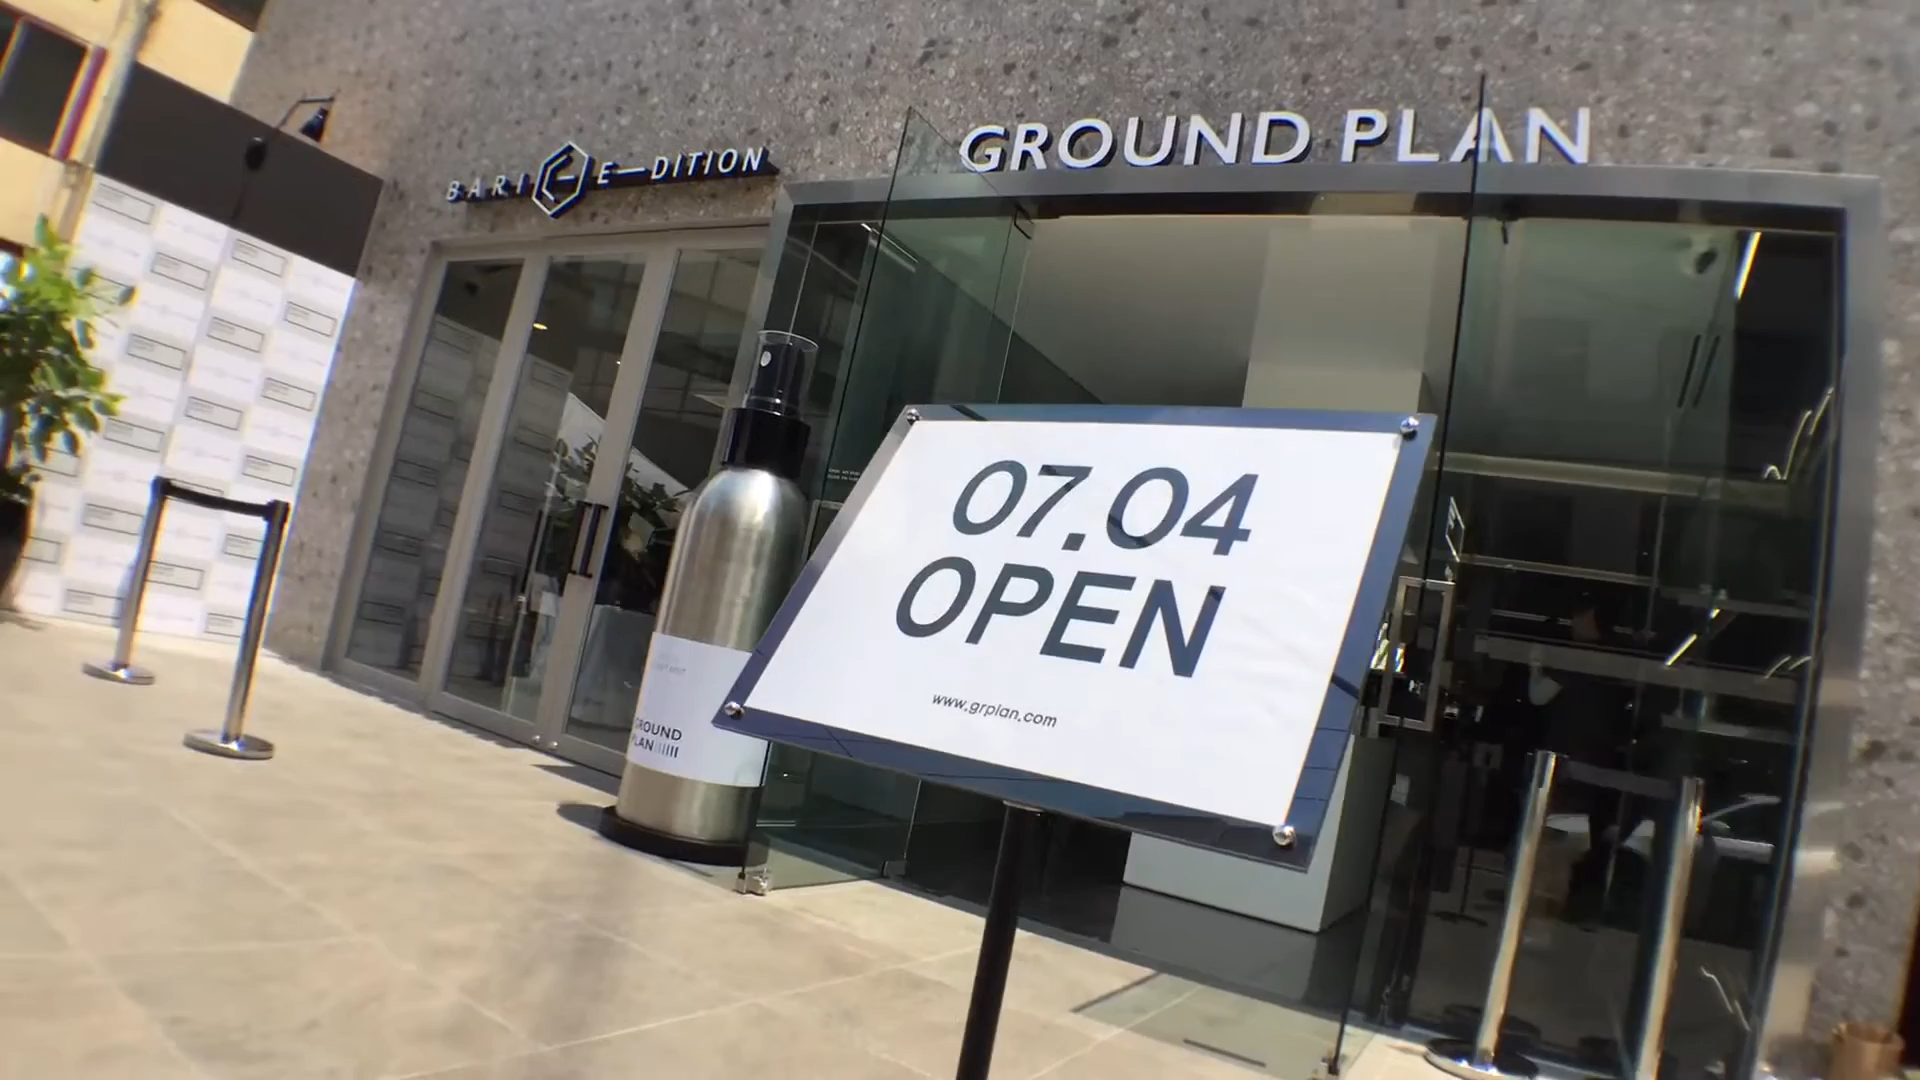 BARI E—DITION
GROUND PLAN
07.04
OPEN
www.grplan.com
GROUND
PLAN